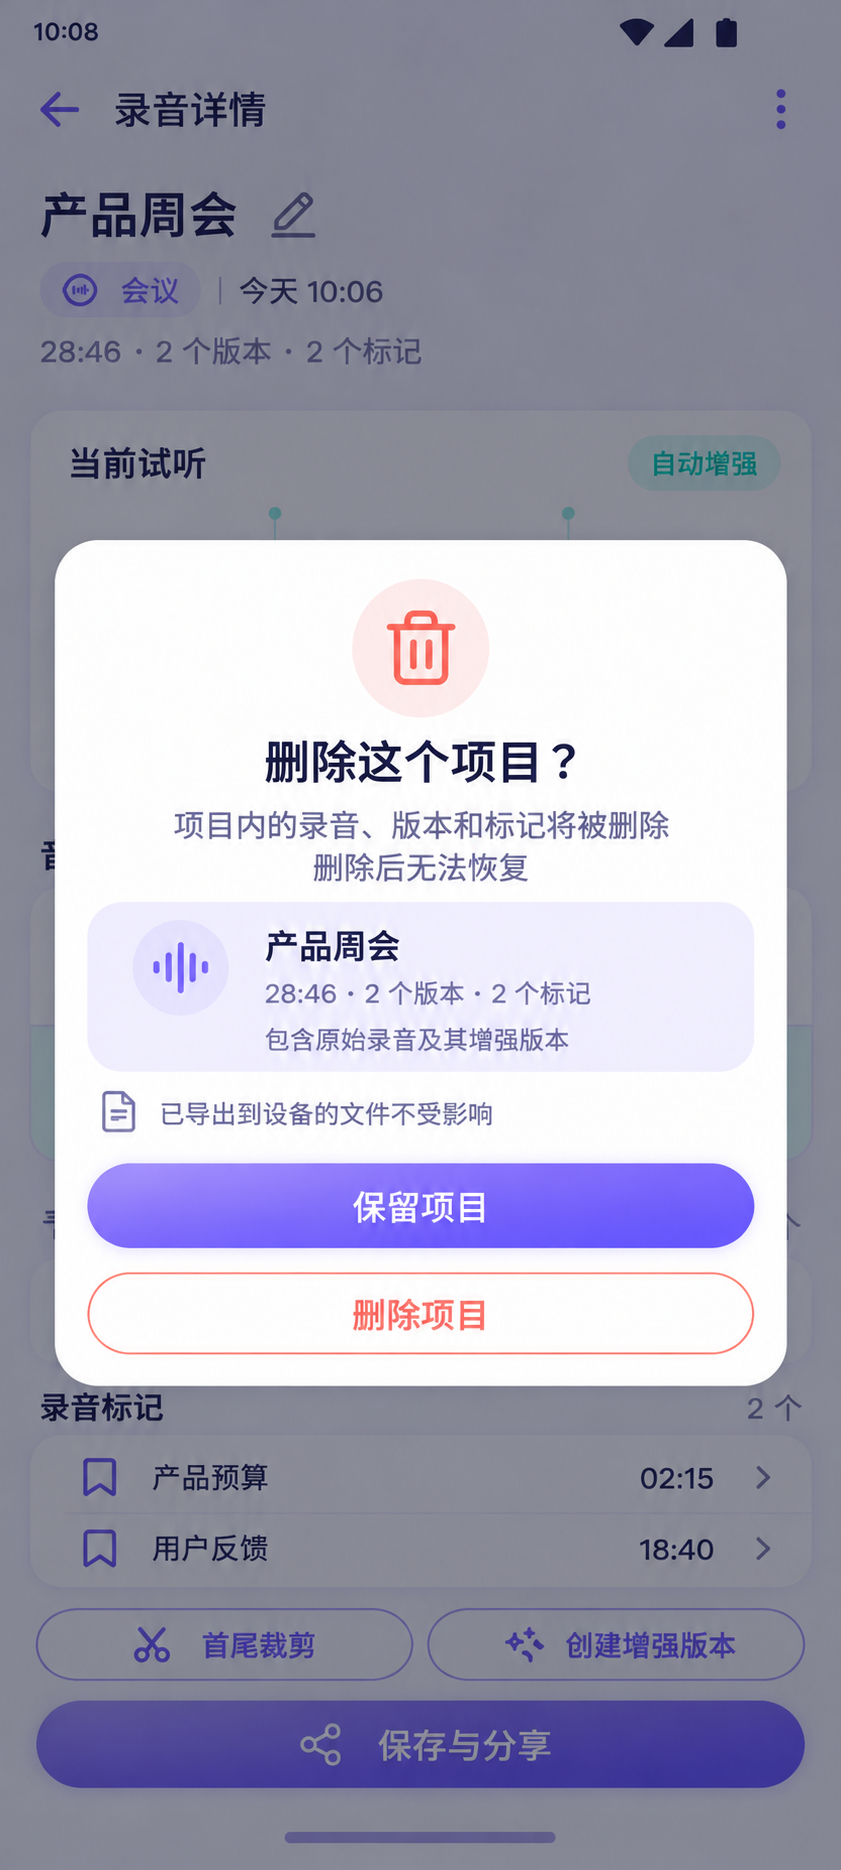 10:08
录音详情
产品周会
会议 | 今天 10:06
28:46 · 2 个版本 · 2 个标记
当前试听
自动增强
删除这个项目？
项目内的录音、版本和标记将被删除
删除后无法恢复
产品周会
28:46 · 2 个版本 · 2 个标记
包含原始录音及其增强版本
已导出到设备的文件不受影响
保留项目
删除项目
录音标记
2 个
产品预算 02:15
用户反馈 18:40
首尾裁剪
创建增强版本
保存与分享